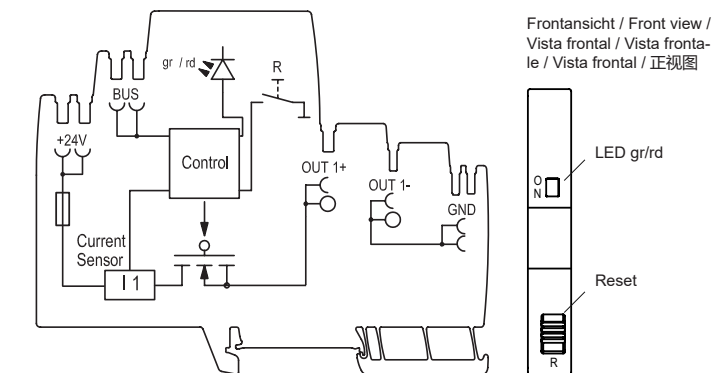 Frontansicht / Front view /
Vista frontal / Vista fronta-
le / Vista frontal / 正视图
gr / rd
R
BUS
+24V
Control
OUT 1+
OUT 1-
GND
Current
Sensor
I 1
LED gr/rd
O
N
Reset
R